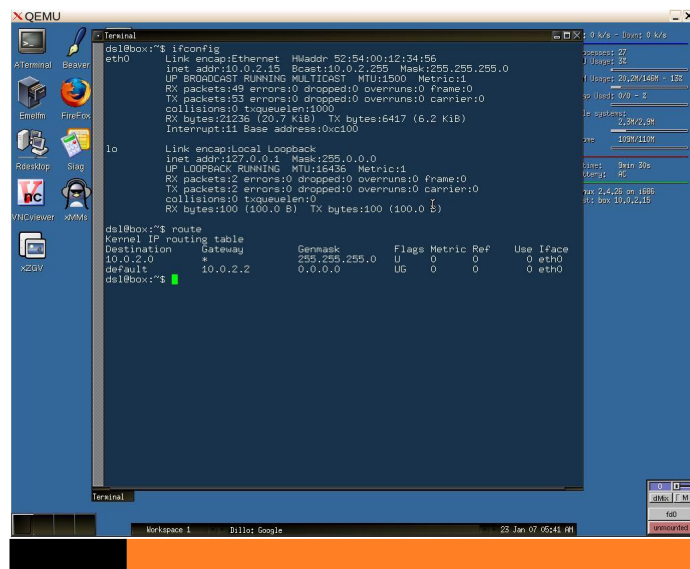 QEMU
Terminal
dsl@box:~$ ifconfig
eth0 Link encap:Ethernet HWaddr 52:54:00:12:34:56
inet addr:10.0.2.15 Bcast:10.0.2.255 Mask:255.255.255.0
UP BROADCAST RUNNING MULTICAST MTU:1500 Metric:1
RX packets:49 errors:0 dropped:0 overruns:0 frame:0
TX packets:53 errors:0 dropped:0 overruns:0 carrier:0
collisions:0 txqueuelen:1000
RX bytes:21236 (20.7 KiB) TX bytes:6417 (6.2 KiB)
Interrupt:11 Base address:0xc100
lo Link encap:Local Loopback
inet addr:127.0.0.1 Mask:255.0.0.0
UP LOOPBACK RUNNING MTU:16436 Metric:1
RX packets:2 errors:0 dropped:0 overruns:0 frame:0
TX packets:2 errors:0 dropped:0 overruns:0 carrier:0
collisions:0 txqueuelen:0
RX bytes:100 (100.0 B) TX bytes:100 (100.0 B)
dsl@box:~$ route
Kernel IP routing table
Destination Gateway Genmask Flags Metric Ref Use Iface
10.0.2.0 * 255.255.255.0 U 0 0 0 eth0
default 10.0.2.2 0.0.0.0 UG 0 0 0 eth0
dsl@box:~$
ATerminal Beaver
Emelfm FireFox
Rdesktop Siag
VNCviewer xMMs
xZGV
: 0 k/s - Down: 0 k/s
27
Usage: 3%
Usage: 20.2M/146M - 13%
Used: 0/0 - %
2.3M/2.9M
109M/110M
9min 30s
AC
2.4.26 on i686
box 10.0.2.15
Terminal
Workspace 1 Dillo: Google 23 Jan 07 05:41 AM
0
dMix M
fd0
unmounted